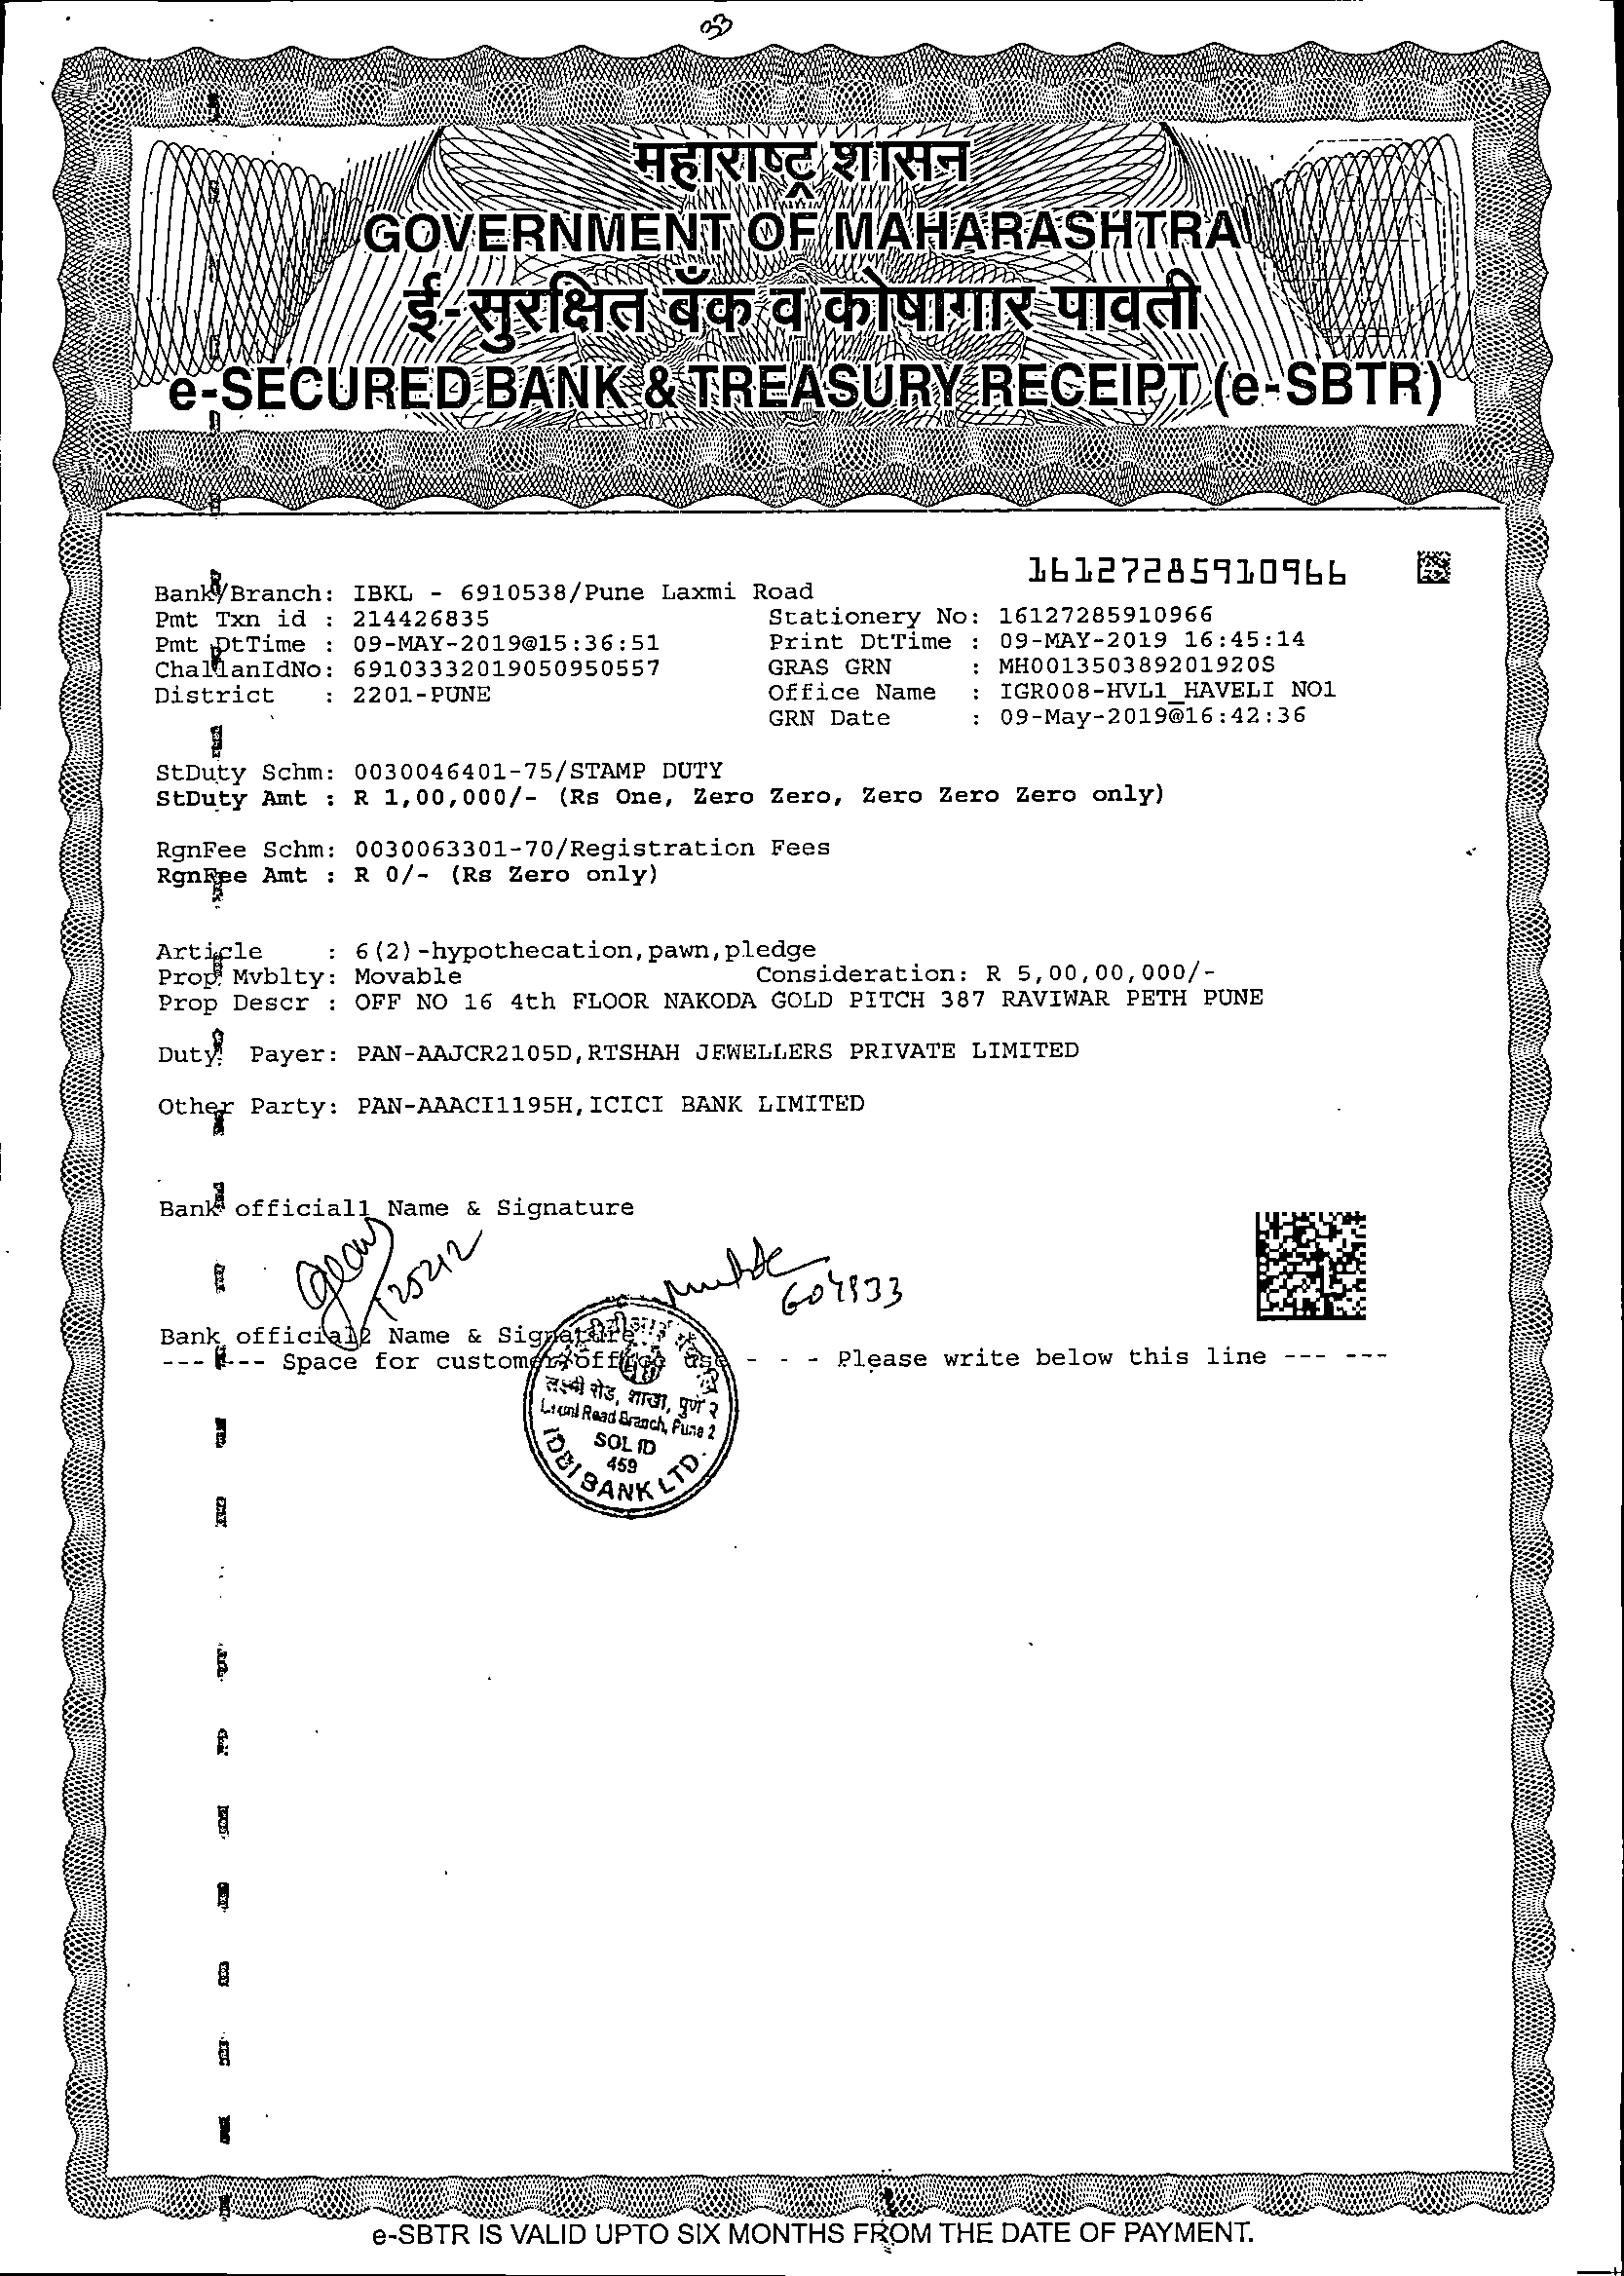 33
महाराष्ट्र शासन
GOVERNMENT OF MAHARASHTRA
ई-सुरक्षित बँक व कोषागार पावती
e-SECURED BANK & TREASURY RECEIPT (e-SBTR)
16127285910966
Bank/Branch: IBKL - 6910538/Pune Laxmi Road
Pmt Txn id : 214426835 Stationery No: 16127285910966
Pmt DtTime : 09-MAY-2019@15:36:51 Print DtTime : 09-MAY-2019 16:45:14
ChallanIdNo: 69103332019050950557 GRAS GRN : MH001350389201920S
District : 2201-PUNE Office Name : IGR008-HVL1_HAVELI NO1
GRN Date : 09-May-2019@16:42:36
StDuty Schm: 0030046401-75/STAMP DUTY
StDuty Amt : R 1,00,000/- (Rs One, Zero Zero, Zero Zero Zero only)
RgnFee Schm: 0030063301-70/Registration Fees
RgnFee Amt : R 0/- (Rs Zero only)
Article : 6(2)-hypothecation,pawn,pledge
Prop Mvblty: Movable Consideration: R 5,00,00,000/-
Prop Descr : OFF NO 16 4th FLOOR NAKODA GOLD PITCH 387 RAVIWAR PETH PUNE
Duty Payer: PAN-AAJCR2105D,RTSHAH JEWELLERS PRIVATE LIMITED
Other Party: PAN-AAACI1195H,ICICI BANK LIMITED
Bank official1 Name & Signature
125212
604933
Bank official2 Name & Signature
--- --- Space for customer/office use - - - Please write below this line --- ---
लक्ष्मी रोड, शाखा, पुणे २
Laxmi Road Branch, Pune 2
SOL ID
459
IDBI BANK LTD.
e-SBTR IS VALID UPTO SIX MONTHS FROM THE DATE OF PAYMENT.